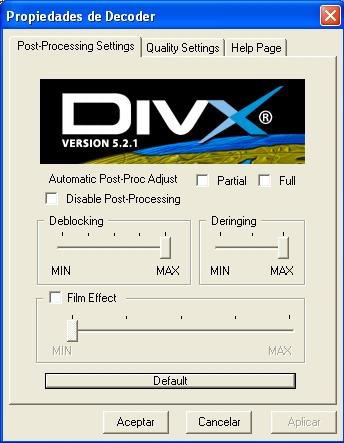 Propiedades de Decoder
Post-Processing Settings Quality Settings Help Page
DIVX®
VERSION 5.2.1
Automatic Post-Proc Adjust Partial Full
Disable Post-Processing
Deblocking Deringing
MIN MAX MIN MAX
Film Effect
MIN MAX
Default
Aceptar Cancelar Aplicar